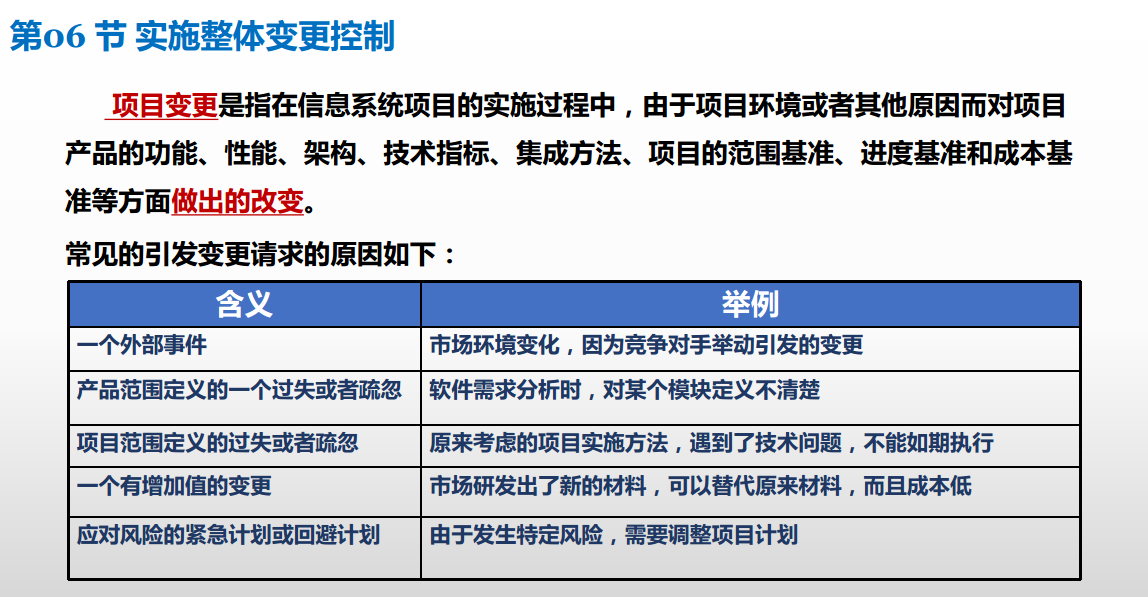 第06 节 实施整体变更控制
项目变更是指在信息系统项目的实施过程中，由于项目环境或者其他原因而对项目
产品的功能、性能、架构、技术指标、集成方法、项目的范围基准、进度基准和成本基
准等方面做出的改变。
常见的引发变更请求的原因如下：
含义 举例
一个外部事件 市场环境变化，因为竞争对手举动引发的变更
产品范围定义的一个过失或者疏忽 软件需求分析时，对某个模块定义不清楚
项目范围定义的过失或者疏忽 原来考虑的项目实施方法，遇到了技术问题，不能如期执行
一个有增加值的变更 市场研发出了新的材料，可以替代原来材料，而且成本低
应对风险的紧急计划或回避计划 由于发生特定风险，需要调整项目计划